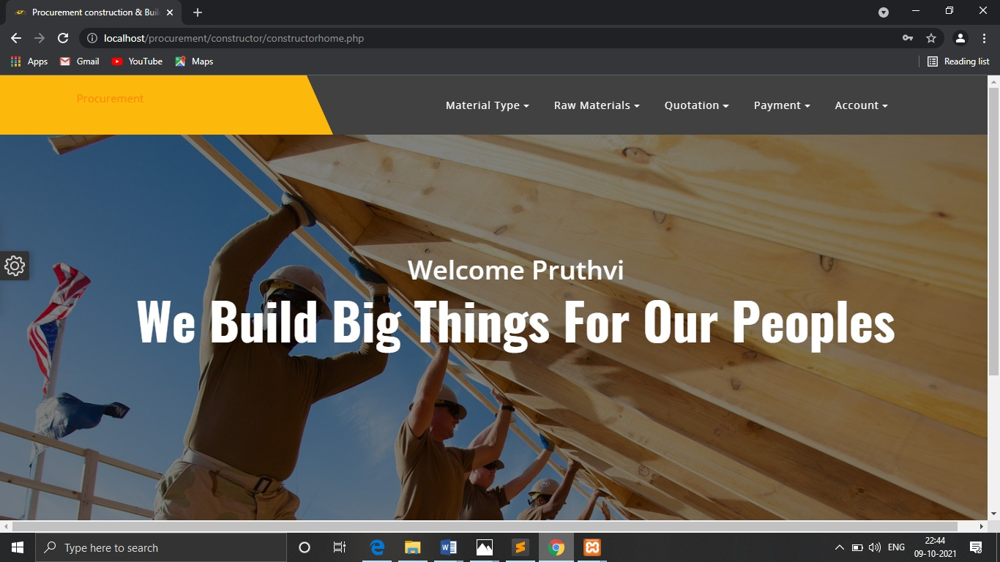 Procurement construction & Buil
localhost/procurement/constructor/constructorhome.php
Apps Gmail YouTube Maps Reading list
Procurement
Material Type Raw Materials Quotation Payment Account
Welcome Pruthvi
We Build Big Things For Our Peoples
Type here to search
ENG
22:44
09-10-2021